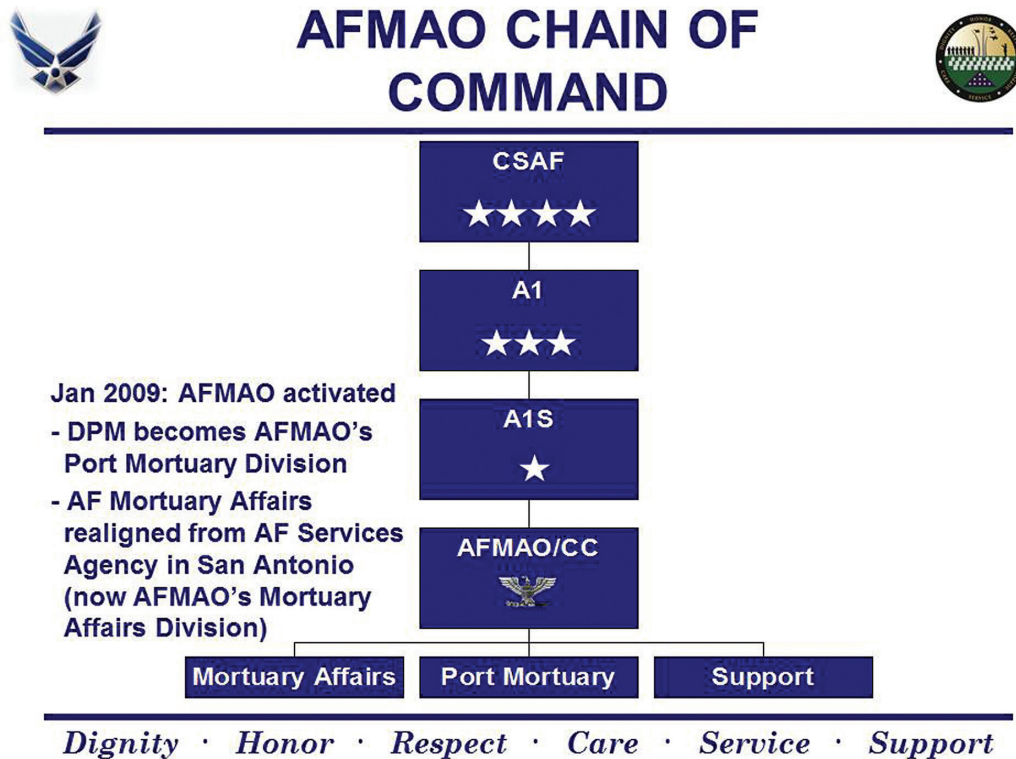 AFMAO CHAIN OF
COMMAND
CSAF
A1
A1S
AFMAO/CC
Jan 2009: AFMAO activated
- DPM becomes AFMAO’s
Port Mortuary Division
- AF Mortuary Affairs
realigned from AF Services
Agency in San Antonio
(now AFMAO’s Mortuary
Affairs Division)
Mortuary Affairs
Port Mortuary
Support
Dignity · Honor · Respect · Care · Service · Support